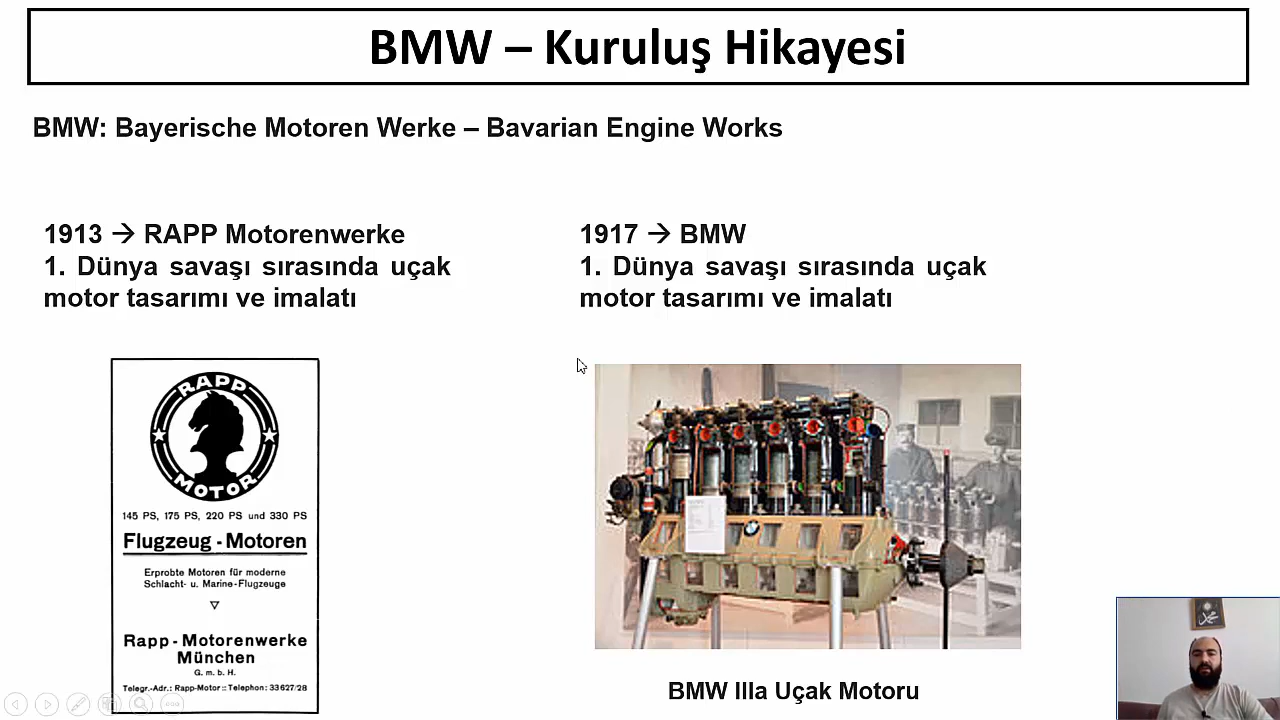 BMW – Kuruluş Hikayesi
BMW: Bayerische Motoren Werke – Bavarian Engine Works
1913 → RAPP Motorenwerke
1. Dünya savaşı sırasında uçak
motor tasarımı ve imalatı
1917 → BMW
1. Dünya savaşı sırasında uçak
motor tasarımı ve imalatı
RAPP
MOTOR
145 PS, 175 PS, 220 PS und 330 PS
Flugzeug - Motoren
Erprobte Motoren für moderne
Schlacht- u. Marine-Flugzeuge
Rapp - Motorenwerke
München
G. m. b. H.
Telegr.-Adr.: Rapp-Motor :: Telephon: 33627/28
BMW IIIa Uçak Motoru